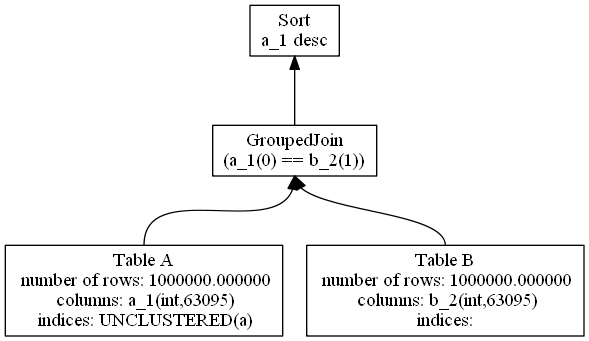 Sort
a_1 desc
GroupedJoin
(a_1(0) == b_2(1))
Table A
number of rows: 1000000.000000
columns: a_1(int,63095)
indices: UNCLUSTERED(a)
Table B
number of rows: 1000000.000000
columns: b_2(int,63095)
indices: